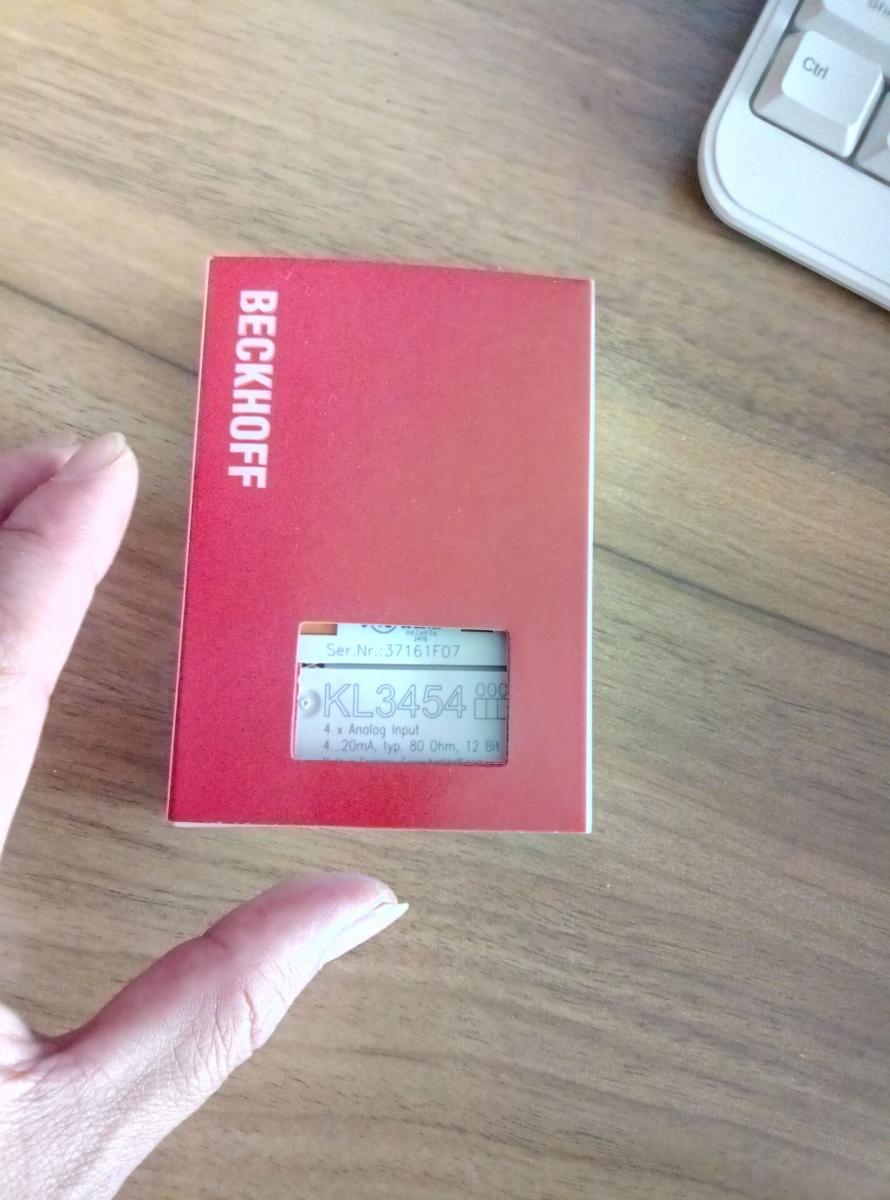 Ctrl
BECKHOFF
Ser.Nr.:37161F07
KL3454
4 x Analog Input
4...20mA, typ. 80 Ohm, 12 Bit